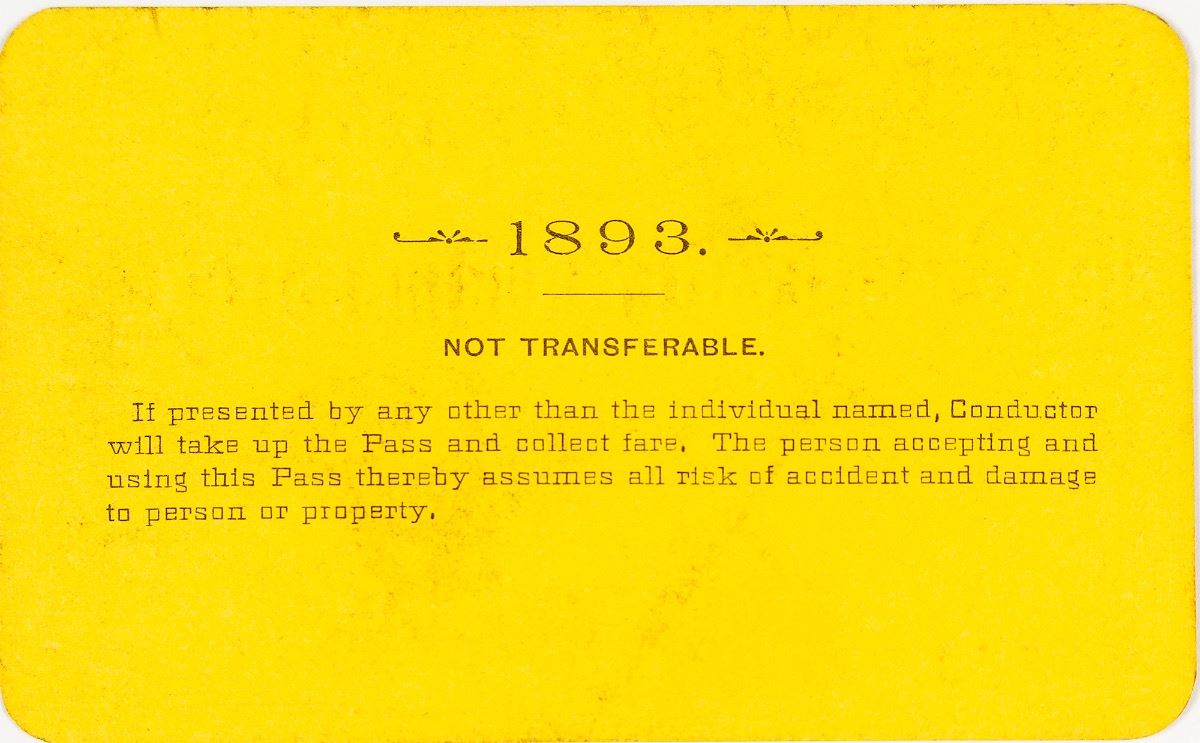 1893.
NOT TRANSFERABLE.
If presented by any other than the individual named, Conductor
will take up the Pass and collect fare. The person accepting and
using this Pass thereby assumes all risk of accident and damage
to person or property.